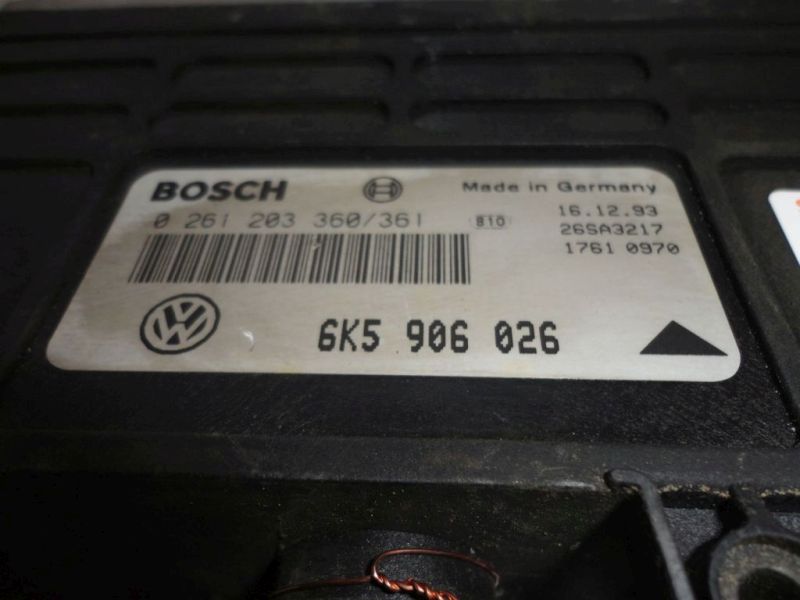 BOSCH Made in Germany
0 261 203 360/361 810 16.12.93
26SA3217
1761 0970
VW 6K5 906 026